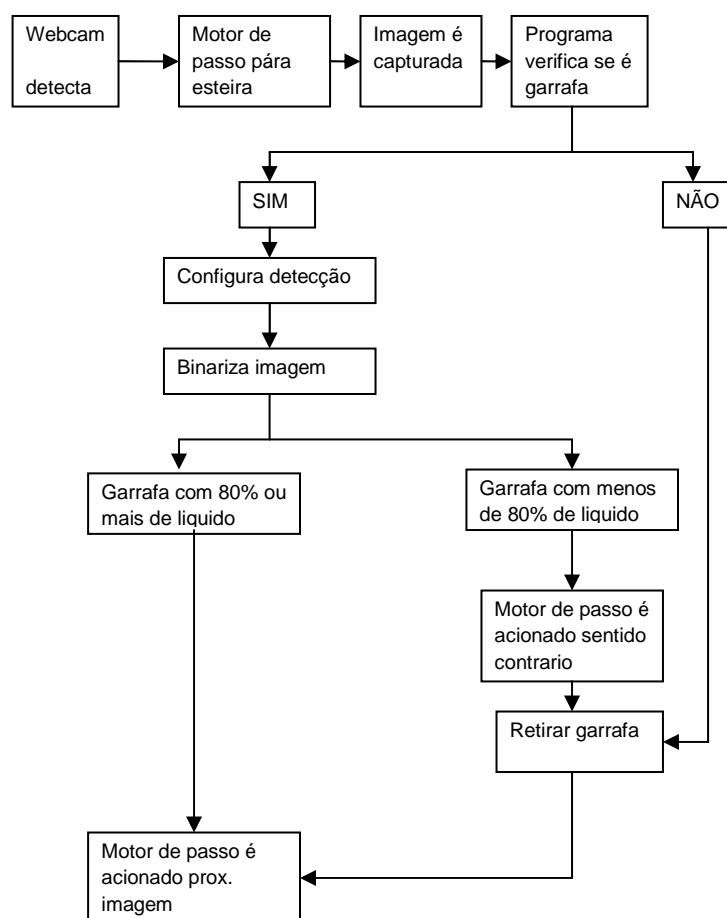 Webcam
detecta
Motor de
passo pára
esteira
Imagem é
capturada
Programa
verifica se é
garrafa
SIM
NÃO
Configura detecção
Binariza imagem
Garrafa com 80% ou
mais de liquido
Garrafa com menos
de 80% de liquido
Motor de passo é
acionado sentido
contrario
Retirar garrafa
Motor de passo é
acionado prox.
imagem